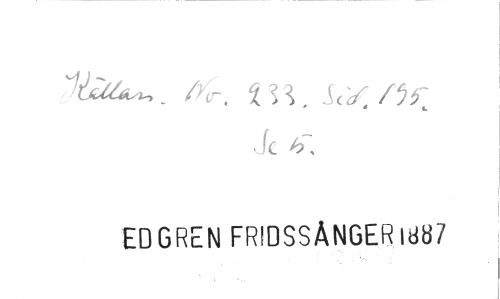 Källan. No. 233. Sid. 195.
Se 5.
EDGREN FRIDSSÅNGER 1887